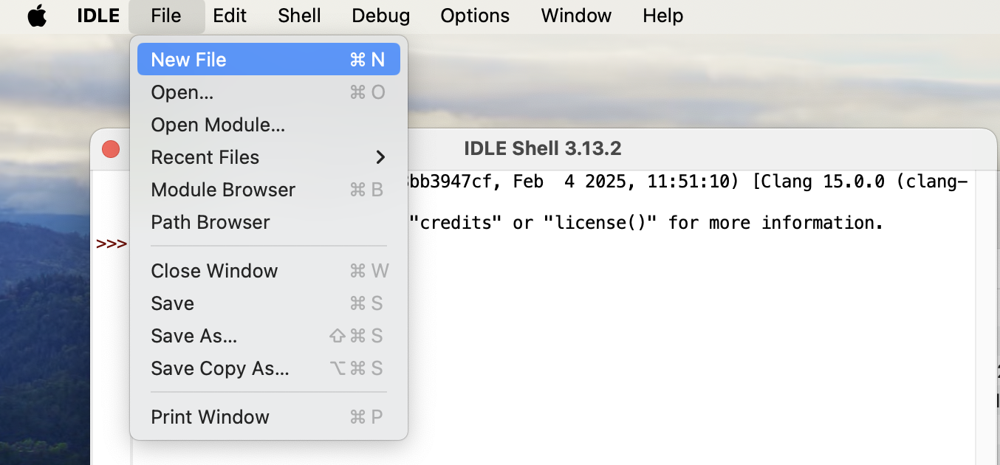 IDLE File Edit Shell Debug Options Window Help
New File ⌘ N
Open... ⌘ O
Open Module...
Recent Files
Module Browser ⌘ B
Path Browser
Close Window ⌘ W
Save ⌘ S
Save As... ⇧ ⌘ S
Save Copy As... ⌥ ⌘ S
Print Window ⌘ P
IDLE Shell 3.13.2
bb3947cf, Feb 4 2025, 11:51:10) [Clang 15.0.0 (clang-
"credits" or "license()" for more information.
>>>